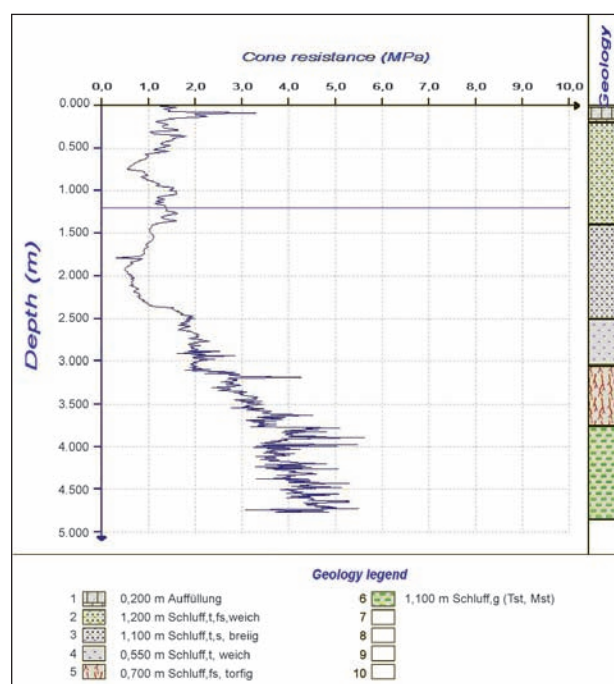 Cone resistance (MPa)
0,0 1,0 2,0 3,0 4,0 5,0 6,0 7,0 8,0 9,0 10,0
Geology
Depth (m)
0.000
0.500
1.000
1.500
2.000
2.500
3.000
3.500
4.000
4.500
5.000
Geology legend
1 0,200 m Auffüllung
2 1,200 m Schluff,t,fs,weich
3 1,100 m Schluff,t,s, breiig
4 0,550 m Schluff,t, weich
5 0,700 m Schluff,fs, torfig
6 1,100 m Schluff,g (Tst, Mst)
7
8
9
10